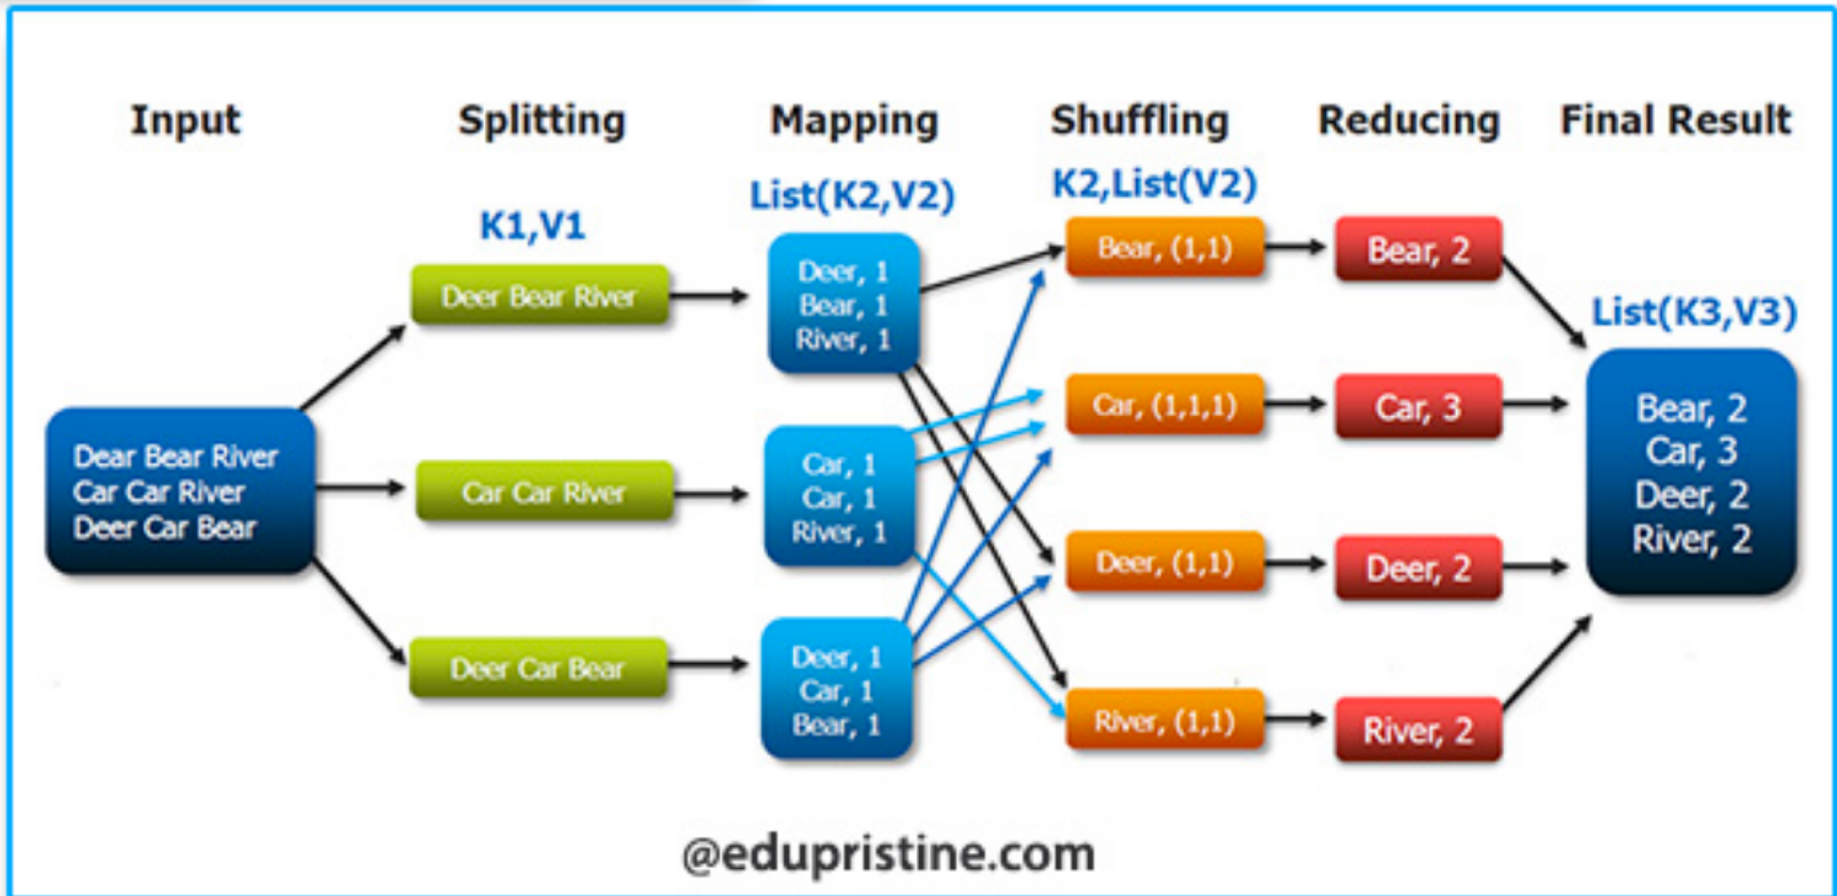 Input
Splitting
Mapping
Shuffling
Reducing
Final Result
K1,V1
List(K2,V2)
K2,List(V2)
List(K3,V3)
Dear Bear River
Car Car River
Deer Car Bear
Deer Bear River
Car Car River
Deer Car Bear
Deer, 1
Bear, 1
River, 1
Car, 1
Car, 1
River, 1
Deer, 1
Car, 1
Bear, 1
Bear, (1,1)
Car, (1,1,1)
Deer, (1,1)
River, (1,1)
Bear, 2
Car, 3
Deer, 2
River, 2
Bear, 2
Car, 3
Deer, 2
River, 2
@edupristine.com